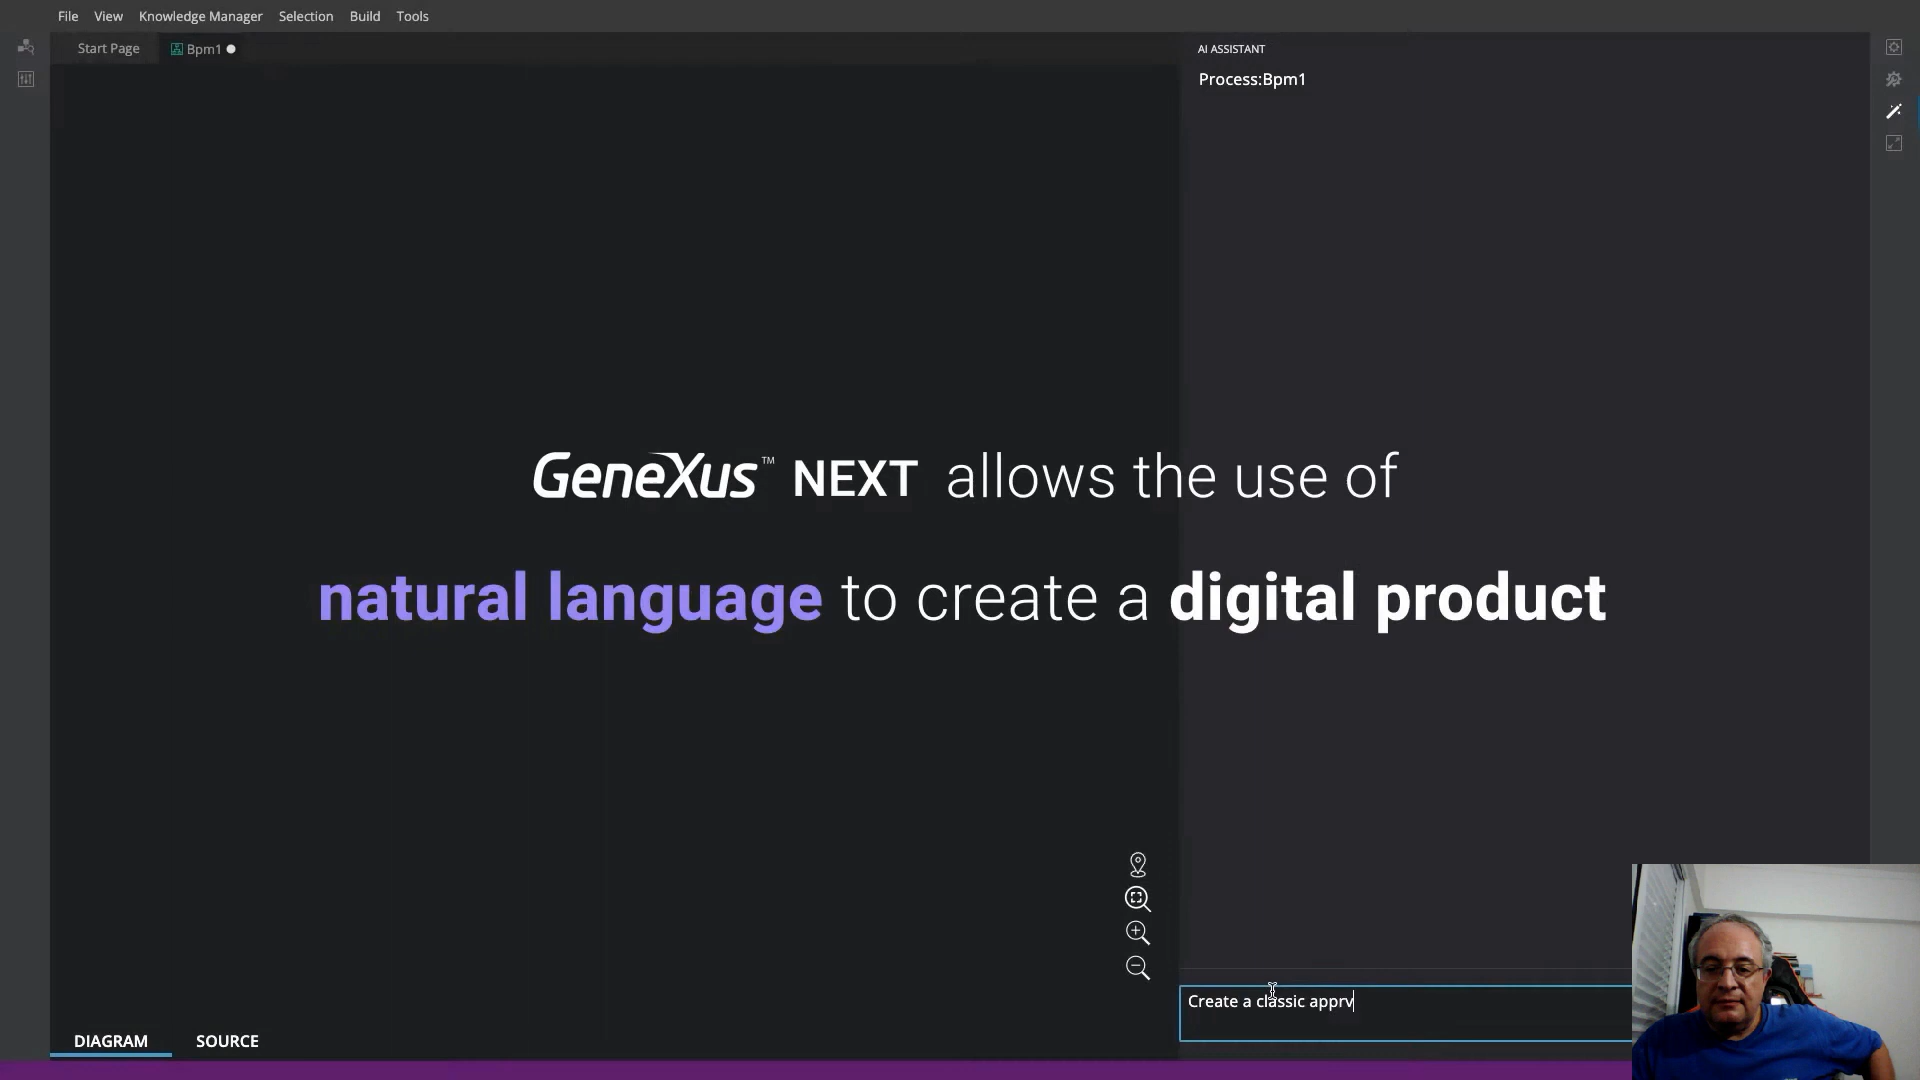 File View Knowledge Manager Selection Build Tools
Start Page Bpm1
AI ASSISTANT
Process:Bpm1
GeneXus™ NEXT allows the use of
natural language to create a digital product
Create a classic apprv
DIAGRAM SOURCE